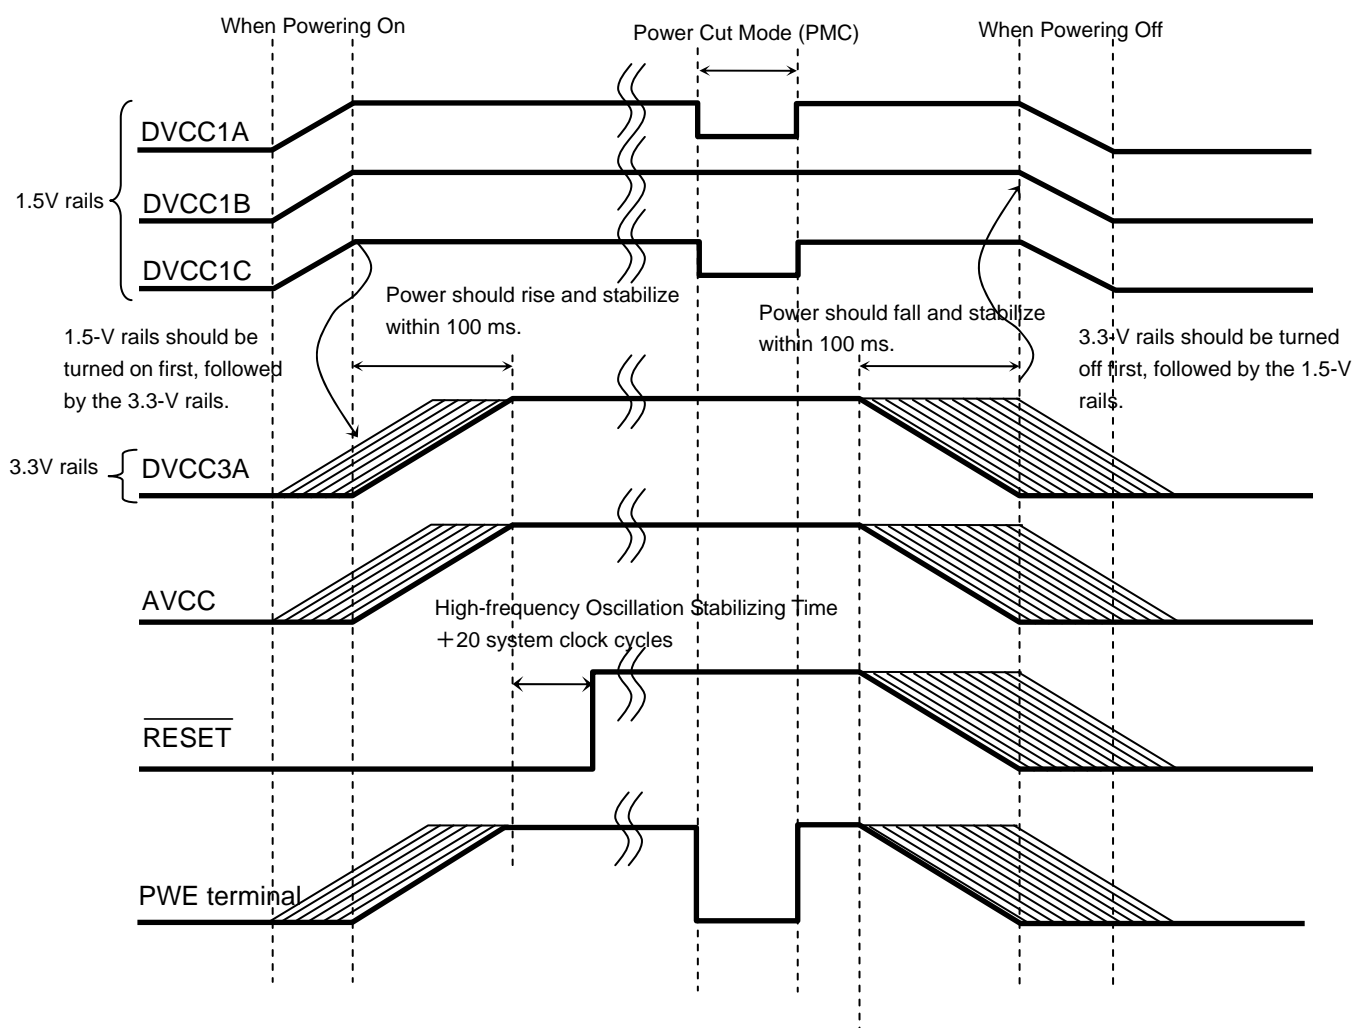 When Powering On
Power Cut Mode (PMC)
When Powering Off
DVCC1A
1.5V rails
DVCC1B
DVCC1C
Power should rise and stabilize
within 100 ms.
Power should fall and stabilize
within 100 ms.
1.5-V rails should be
turned on first, followed
by the 3.3-V rails.
3.3-V rails should be turned
off first, followed by the 1.5-V
rails.
3.3V rails
DVCC3A
AVCC
High-frequency Oscillation Stabilizing Time
+20 system clock cycles
RESET
PWE terminal